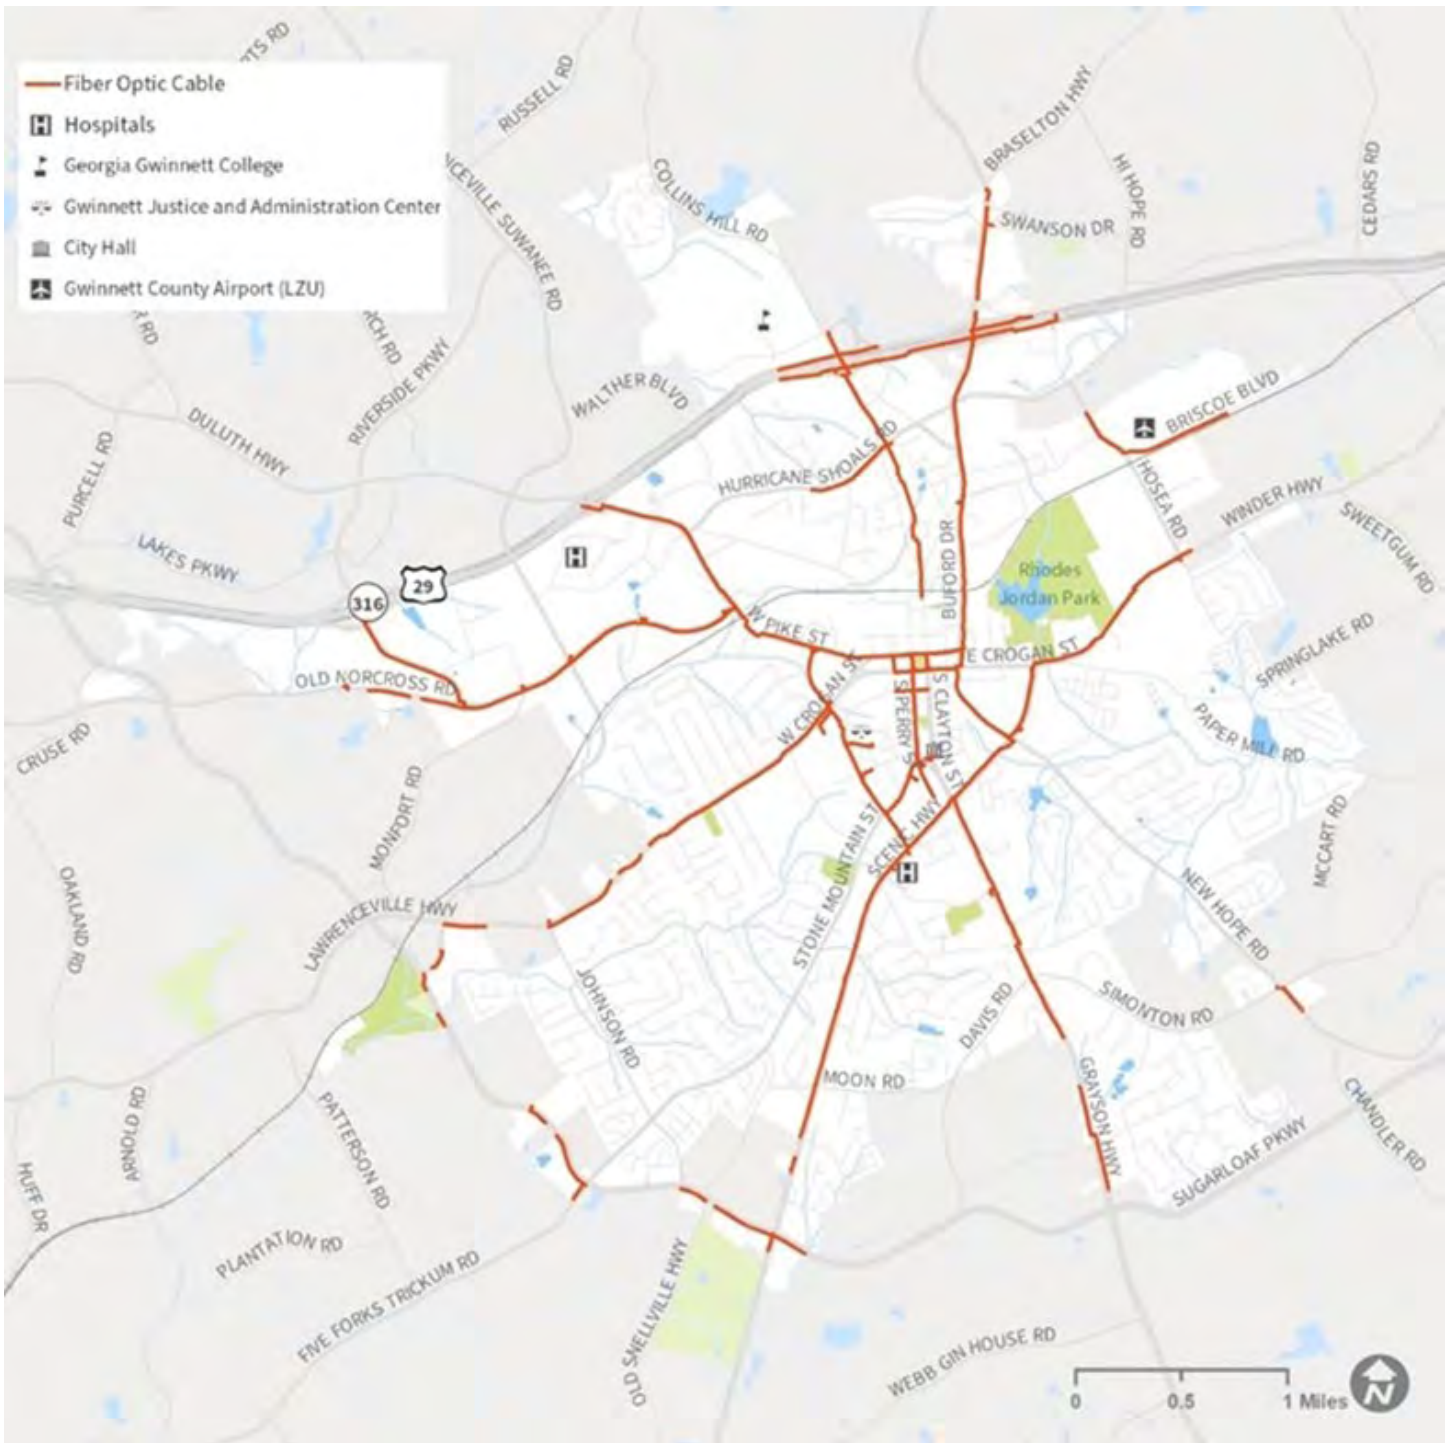 Fiber Optic Cable
Hospitals
Georgia Gwinnett College
Gwinnett Justice and Administration Center
City Hall
Gwinnett County Airport (LZU)
RUSSELL RD
BRASELTON HWY
HI HOPE RD
CEDARS RD
COLLINS HILL RD
SUWANEE RD
SWANSON DR
RIVERSIDE PKWY
WALTHER BLVD
DULUTH HWY
PURCELL RD
HURRICANE SHOALS RD
BRISCOE BLVD
HOSEA RD
WINDER HWY
SWEETGUM RD
LAKES PKWY
316
29
BUFORD DR
Rhodes
Jordan Park
W PIKE ST
E CROGAN ST
SPRINGLAKE RD
OLD NORCROSS RD
W CROGAN ST
S PERRY S
S CLAYTON ST
PAPER MILL RD
CRUSE RD
MONFORT RD
STONE MOUNTAIN ST
SCENIC HWY
MCCART RD
OAKLAND RD
LAWRENCEVILLE HWY
NEW HOPE RD
JOHNSON RD
DAVIS RD
SIMONTON RD
MOON RD
GRAYSON HWY
CHANDLER RD
ARNOLD RD
PATTERSON RD
HUFF DR
SUGARLOAF PKWY
PLANTATION RD
FIVE FORKS TRICKUM RD
OLD SNELLVILLE HWY
WEBB GIN HOUSE RD
0 0.5 1 Miles
N